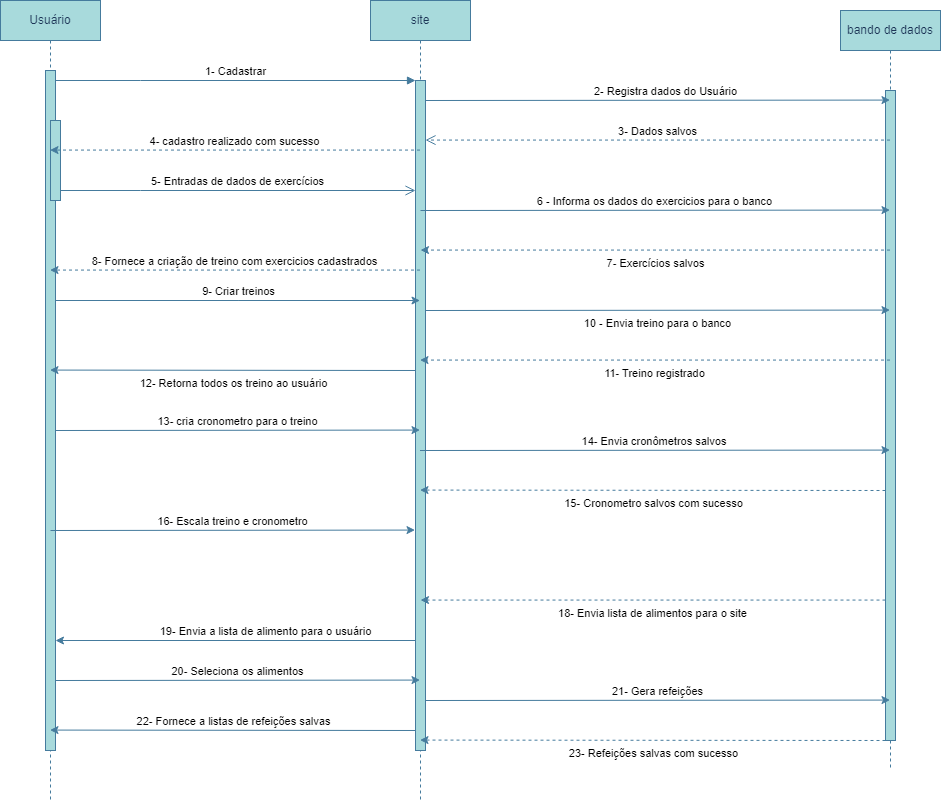 Usuário
site
bando de dados
1- Cadastrar
2- Registra dados do Usuário
3- Dados salvos
4- cadastro realizado com sucesso
5- Entradas de dados de exercícios
6 - Informa os dados do exercicios para o banco
8- Fornece a criação de treino com exercicios cadastrados
7- Exercícios salvos
9- Criar treinos
10 - Envia treino para o banco
11- Treino registrado
12- Retorna todos os treino ao usuário
13- cria cronometro para o treino
14- Envia cronômetros salvos
15- Cronometro salvos com sucesso
16- Escala treino e cronometro
18- Envia lista de alimentos para o site
19- Envia a lista de alimento para o usuário
20- Seleciona os alimentos
21- Gera refeições
22- Fornece a listas de refeições salvas
23- Refeições salvas com sucesso